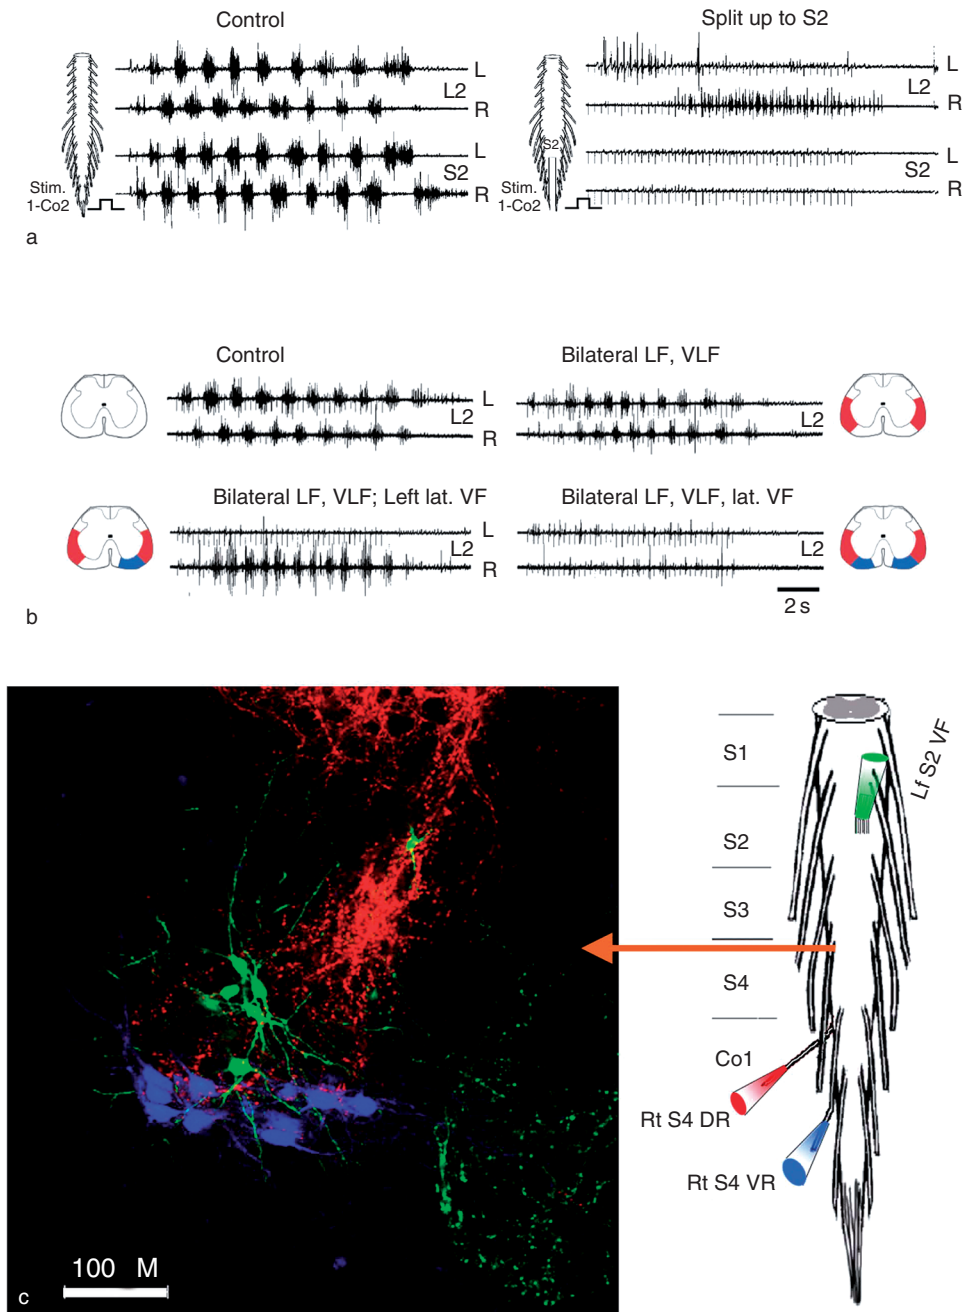 Control
Split up to S2
L
L2
R
L
S2
R
Stim.
1-Co2
L
L2
R
S2
L
S2
R
Stim.
1-Co2
a
Control
Bilateral LF, VLF
L
L2
R
L2
Bilateral LF, VLF; Left lat. VF
Bilateral LF, VLF, lat. VF
L
L2
R
L2
2 s
b
S1
Lf S2 VF
S2
S3
S4
Co1
Rt S4 DR
Rt S4 VR
100 M
c